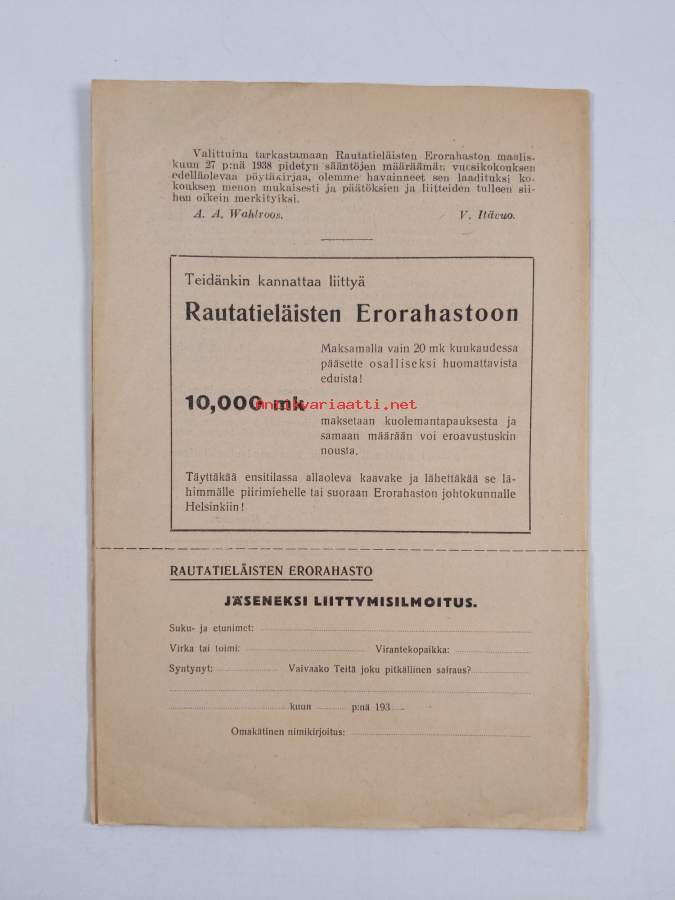 Valittuina tarkastamaan Rautatieläisten Erorahaston maalis-
kuun 27 p:nä 1938 pidetyn sääntöjen määräämän vuosikokouksen
edelläolevaa pöytäkirjaa, olemme havainneet sen laadituksi ko-
kouksen menon mukaisesti ja päätöksien ja liitteiden tulleen sii-
hen oikein merkityiksi.
A. A. Wahlroos. V. Itävuo.
Teidänkin kannattaa liittyä
Rautatieläisten Erorahastoon
Maksamalla vain 20 mk kuukaudessa
pääsette osalliseksi huomattavista
eduista!
10,000 mk
antikvariaatti.net
maksetaan kuolemantapauksesta ja
samaan määrään voi eroavustuskin
nousta.
Täyttäkää ensitilassa allaoleva kaavake ja lähettäkää se lä-
himmälle piirimiehelle tai suoraan Erorahaston johtokunnalle
Helsinkiin!
RAUTATIELÄISTEN ERORAHASTO
JÄSENEKSI LIITTYMISILMOITUS.
Suku- ja etunimet:
Virka tai toimi: Virantekopaikka:
Syntynyt: Vaivaako Teitä joku pitkällinen sairaus?
kuun p:nä 193
Omakätinen nimikirjoitus: